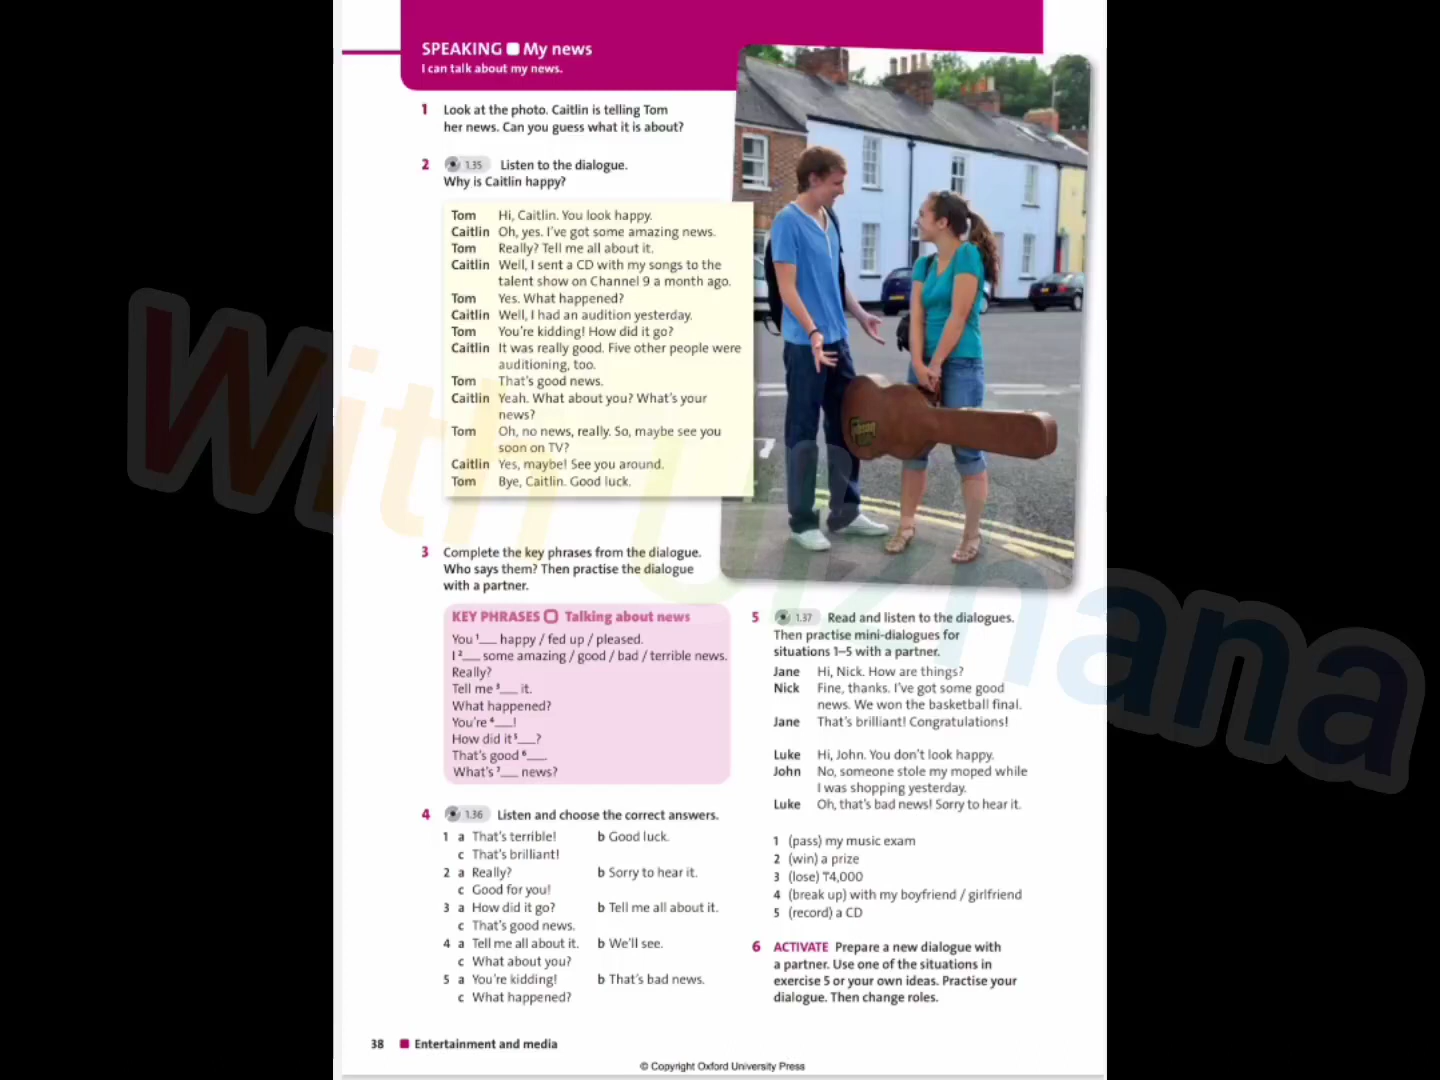 SPEAKING My news
I can talk about my news.
1 Look at the photo. Caitlin is telling Tom
her news. Can you guess what it is about?
2 1.35 Listen to the dialogue.
Why is Caitlin happy?
Tom Hi, Caitlin. You look happy.
Caitlin Oh, yes. I've got some amazing news.
Tom Really? Tell me all about it.
Caitlin Well, I sent a CD with my songs to the
talent show on Channel 9 a month ago.
Tom Yes. What happened?
Caitlin Well, I had an audition yesterday.
Tom You're kidding! How did it go?
Caitlin It was really good. Five other people were
auditioning, too.
Tom That's good news.
Caitlin Yeah. What about you? What's your
news?
Tom Oh, no news, really. So, maybe see you
soon on TV?
Caitlin Yes, maybe! See you around.
Tom Bye, Caitlin. Good luck.
3 Complete the key phrases from the dialogue.
Who says them? Then practise the dialogue
with a partner.
KEY PHRASES Talking about news
You 1___ happy / fed up / pleased.
I 2___ some amazing / good / bad / terrible news.
Really?
Tell me 3___ it.
What happened?
You're 4___!
How did it 5___?
That's good 6___.
What's 7___ news?
4 1.36 Listen and choose the correct answers.
1 a That's terrible! b Good luck.
c That's brilliant!
2 a Really? b Sorry to hear it.
c Good for you!
3 a How did it go? b Tell me all about it.
c That's good news.
4 a Tell me all about it. b We'll see.
c What about you?
5 a You're kidding! b That's bad news.
c What happened?
5 1.37 Read and listen to the dialogues.
Then practise mini-dialogues for
situations 1–5 with a partner.
Jane Hi, Nick. How are things?
Nick Fine, thanks. I've got some good
news. We won the basketball final.
Jane That's brilliant! Congratulations!
Luke Hi, John. You don't look happy.
John No, someone stole my moped while
I was shopping yesterday.
Luke Oh, that's bad news! Sorry to hear it.
1 (pass) my music exam
2 (win) a prize
3 (lose) ₸4,000
4 (break up) with my boyfriend / girlfriend
5 (record) a CD
6 ACTIVATE Prepare a new dialogue with
a partner. Use one of the situations in
exercise 5 or your own ideas. Practise your
dialogue. Then change roles.
38 Entertainment and media
© Copyright Oxford University Press
Gibson